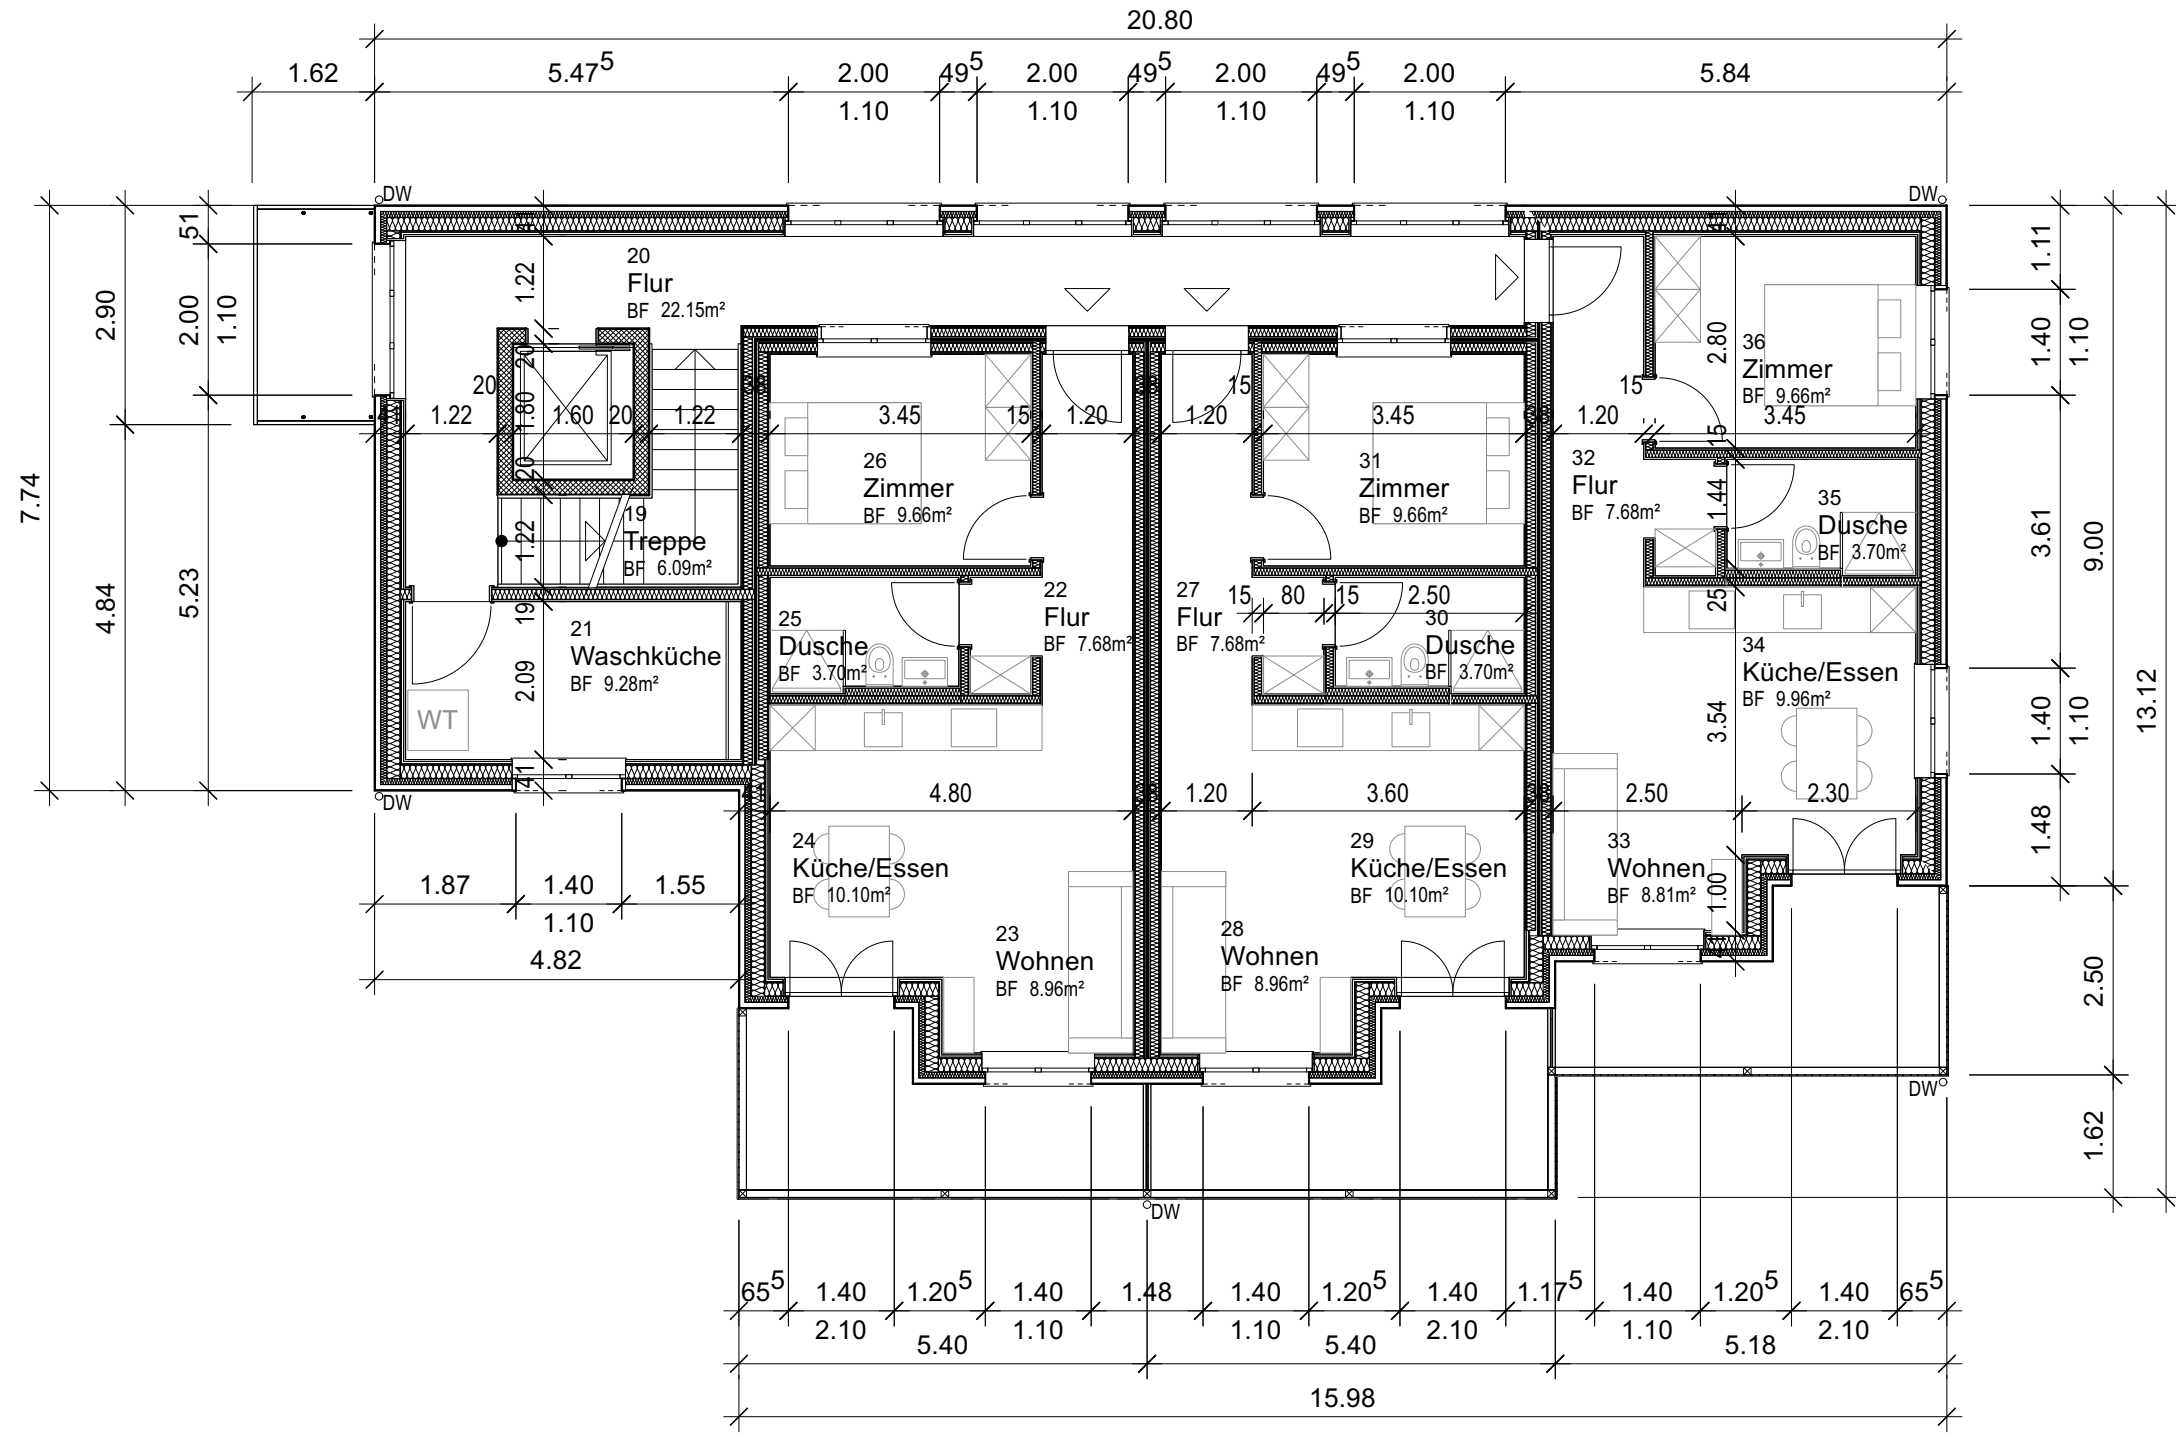 20.80
1.62 5.47⁵ 2.00 49⁵ 2.00 49⁵ 2.00 49⁵ 2.00 5.84
1.10 1.10 1.10 1.10
DW DW
7.74
2.90
4.84
51
2.00
1.10
5.23
41
1.22
20
Flur
BF 22.15m²
20
1.80
20
1.22
19
2.09
41
41 1.22 20 1.60 20 1.22 38 3.45 15 1.20 38 1.20 15 3.45 38 1.20 15 3.45
19
Treppe
BF 6.09m²
21
Waschküche
BF 9.28m²
WT
26
Zimmer
BF 9.66m²
31
Zimmer
BF 9.66m²
36
Zimmer
BF 9.66m²
32
Flur
BF 7.68m²
35
Dusche
BF 3.70m²
25
Dusche
BF 3.70m²
22
Flur
BF 7.68m²
27
Flur
BF 7.68m²
15 80 15 2.50
30
Dusche
BF 3.70m²
34
Küche/Essen
BF 9.96m²
41
2.80
15
1.44
25
3.54
1.00
41
41 4.80 1.20 3.60 2.50 2.30
24
Küche/Essen
BF 10.10m²
29
Küche/Essen
BF 10.10m²
33
Wohnen
BF 8.81m²
23
Wohnen
BF 8.96m²
28
Wohnen
BF 8.96m²
DW
1.87 1.40 1.55
1.10
4.82
1.11
1.40
1.10
3.61
1.40
1.10
1.48
9.00
2.50
1.62
13.12
DW
DW
65⁵ 1.40 1.20⁵ 1.40 1.48 1.40 1.20⁵ 1.40 1.17⁵ 1.40 1.20⁵ 1.40 65⁵
2.10 1.10 1.10 2.10 1.10 2.10
5.40 5.40 5.18
15.98